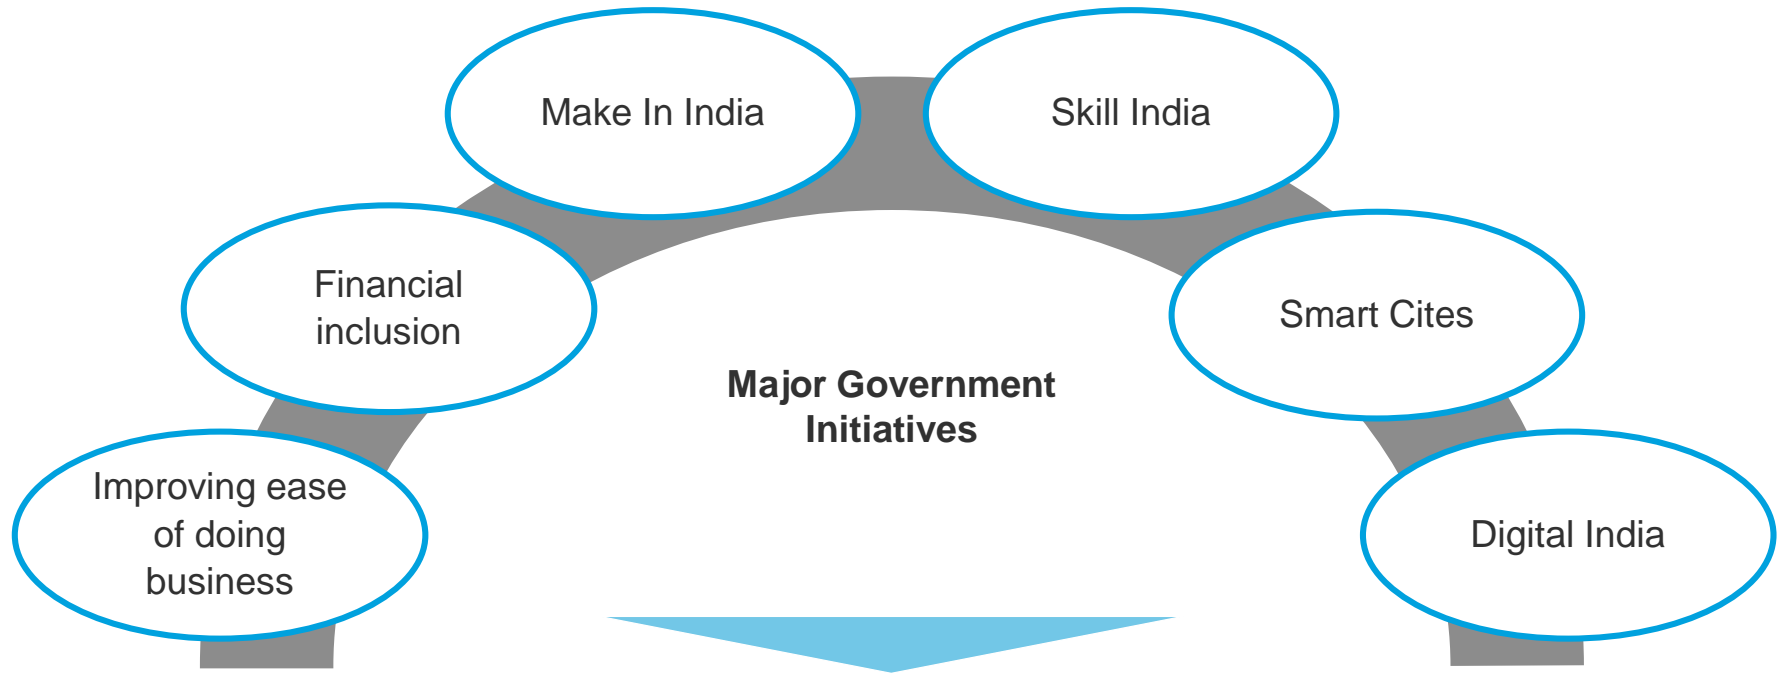 Make In India
Skill India
Financial
inclusion
Smart Cites
Major Government
Initiatives
Improving ease
of doing
business
Digital India